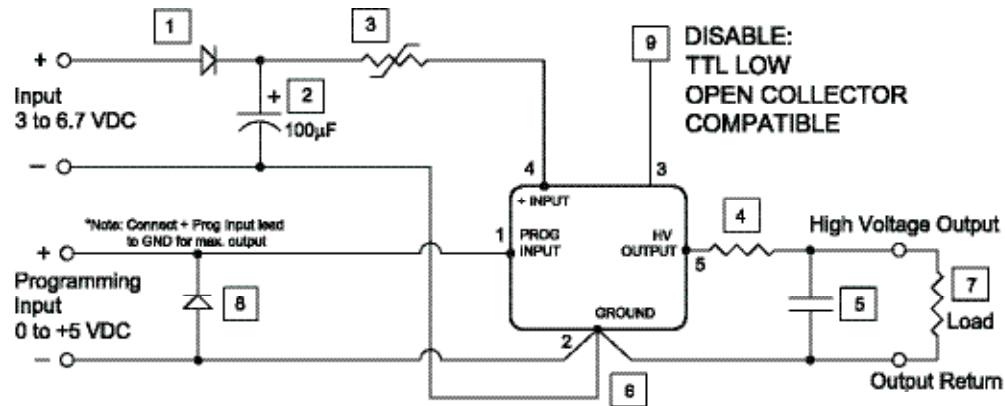 1
3
9
DISABLE:
TTL LOW
OPEN COLLECTOR
COMPATIBLE
+
Input
3 to 6.7 VDC
−
+
2
100µF
4
3
+ INPUT
*Note: Connect + Prog Input lead
to GND for max. output
1
PROG
INPUT
HV
OUTPUT
5
4
High Voltage Output
+
Programming
Input
0 to +5 VDC
−
8
GROUND
2
6
5
7
Load
Output Return